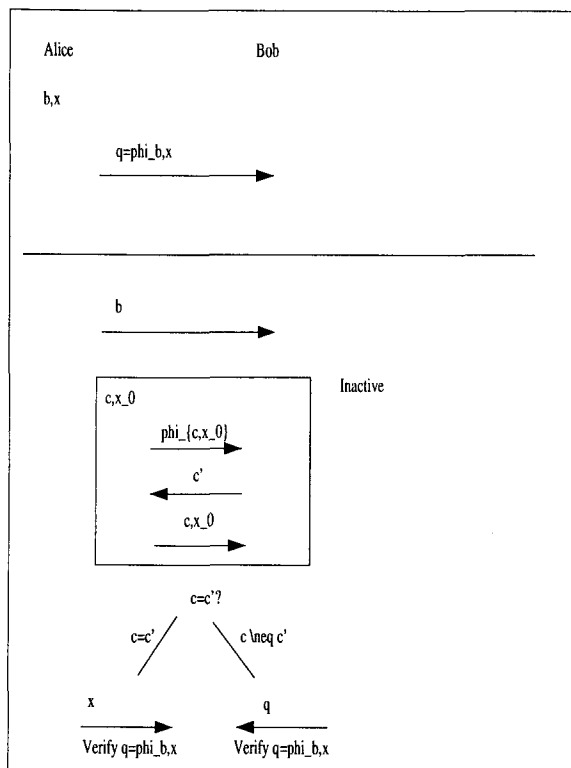 Alice Bob
b,x
q=phi_b,x
b
Inactive
c,x_0
phi_{c,x_0}
c'
c,x_0
c=c'?
c=c' c \neq c'
x q
Verify q=phi_b,x Verify q=phi_b,x